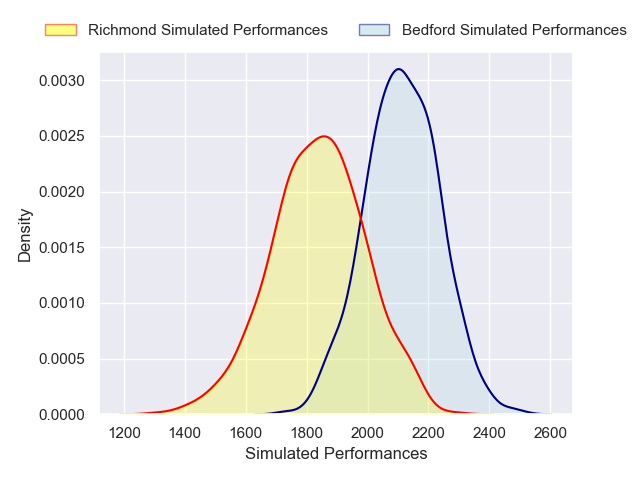 Richmond Simulated Performances Bedford Simulated Performances
0.0030
0.0025
0.0020
0.0015
0.0010
0.0005
0.0000
Density
1200 1400 1600 1800 2000 2200 2400 2600
Simulated Performances